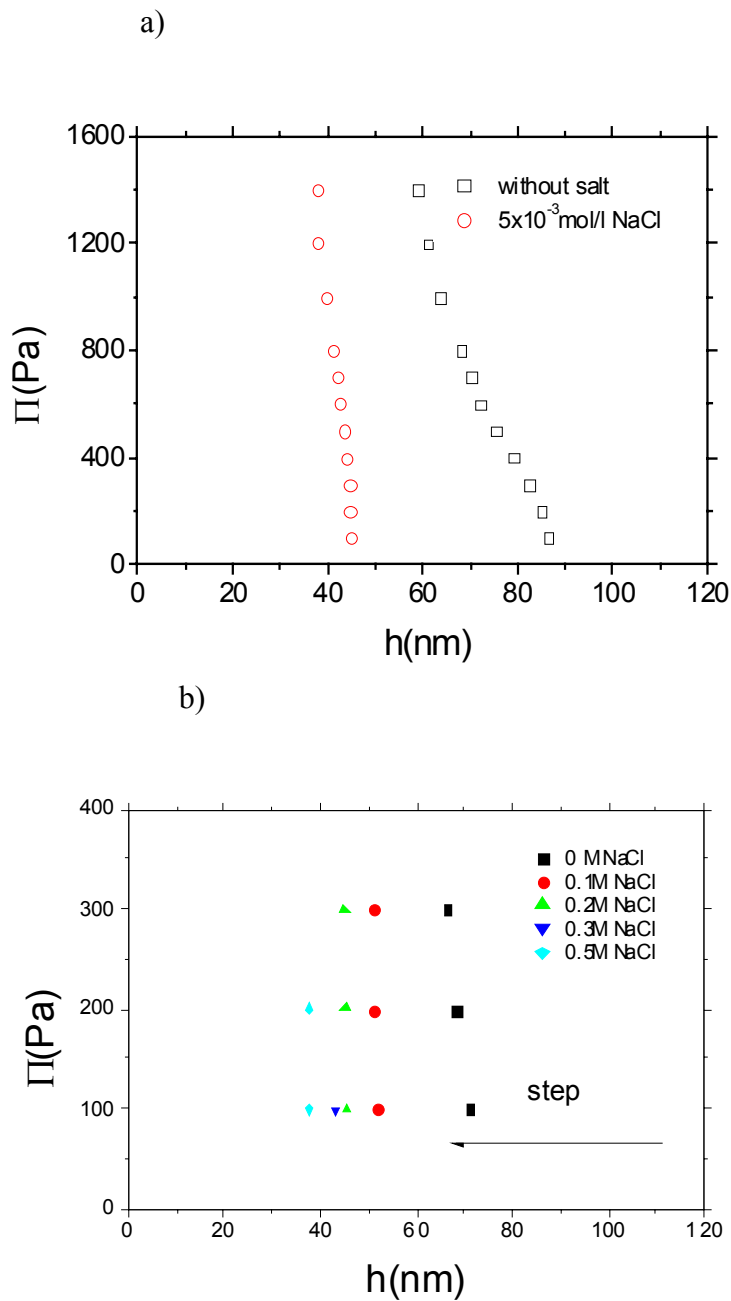 a)
1600
1200
800
400
0
Π(Pa)
without salt
5x10⁻³mol/l NaCl
0 20 40 60 80 100 120
h(nm)
b)
400
300
200
100
0
Π(Pa)
0 M NaCl
0.1M NaCl
0.2M NaCl
0.3M NaCl
0.5M NaCl
step
0 20 40 60 80 100 120
h(nm)